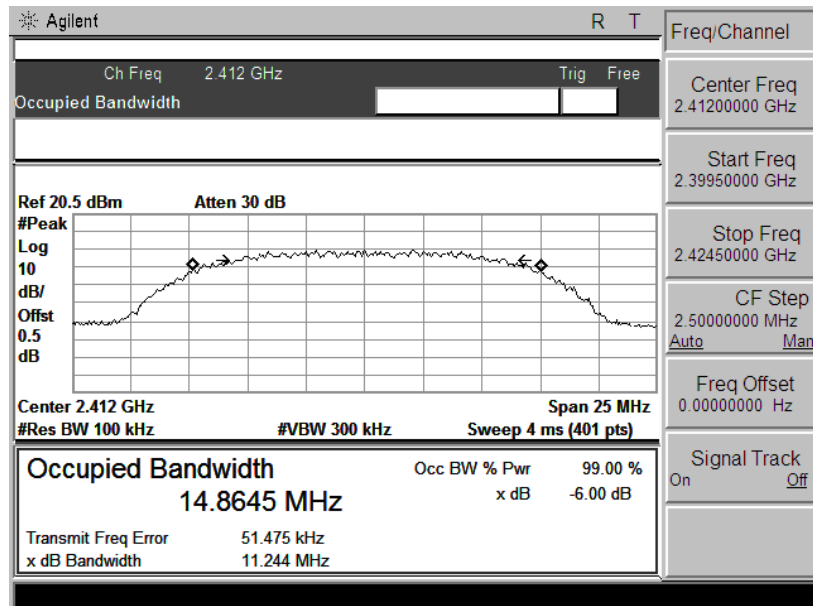 Agilent R T
Ch Freq 2.412 GHz Trig Free
Occupied Bandwidth
Ref 20.5 dBm Atten 30 dB
#Peak
Log
10
dB/
Offst
0.5
dB
Center 2.412 GHz Span 25 MHz
#Res BW 100 kHz #VBW 300 kHz Sweep 4 ms (401 pts)
Occupied Bandwidth Occ BW % Pwr 99.00 %
14.8645 MHz x dB -6.00 dB
Transmit Freq Error 51.475 kHz
x dB Bandwidth 11.244 MHz
Freq/Channel
Center Freq
2.41200000 GHz
Start Freq
2.39950000 GHz
Stop Freq
2.42450000 GHz
CF Step
2.50000000 MHz
Auto Man
Freq Offset
0.00000000 Hz
Signal Track
On Off